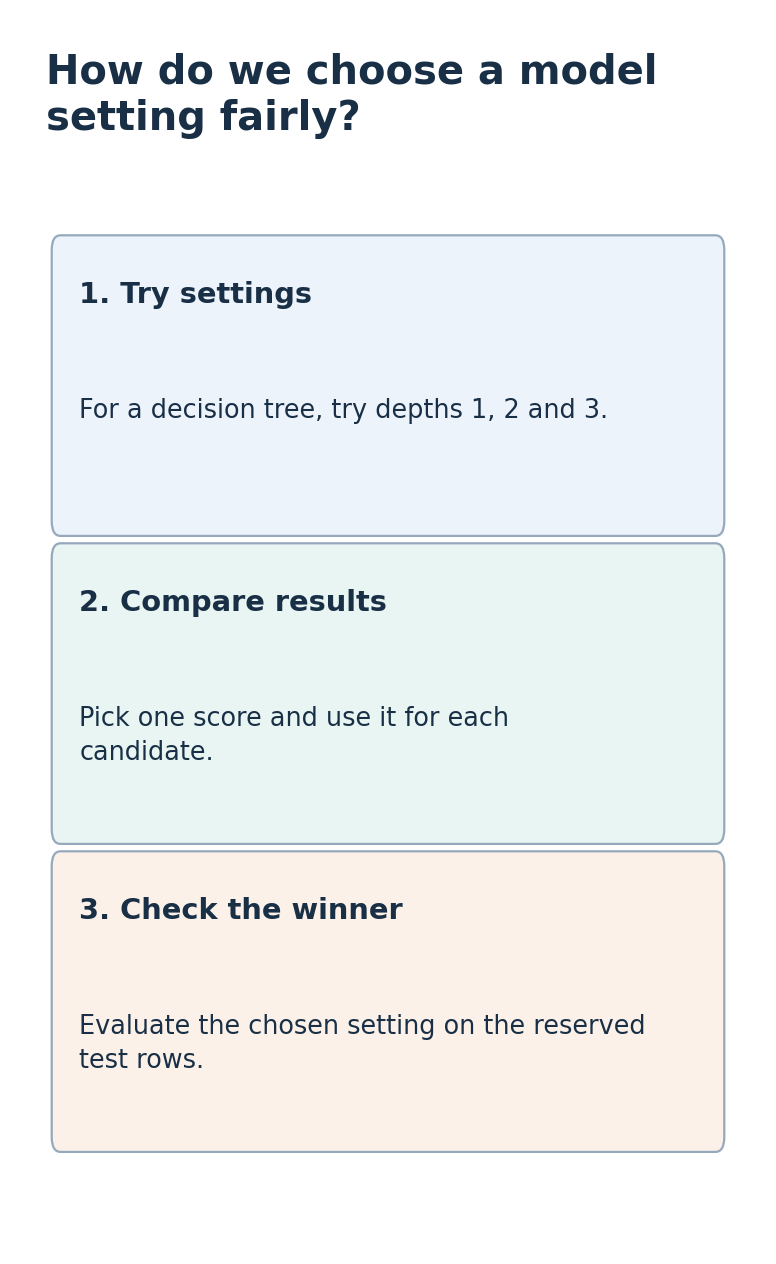 How do we choose a model
setting fairly?
1. Try settings
For a decision tree, try depths 1, 2 and 3.
2. Compare results
Pick one score and use it for each
candidate.
3. Check the winner
Evaluate the chosen setting on the reserved
test rows.